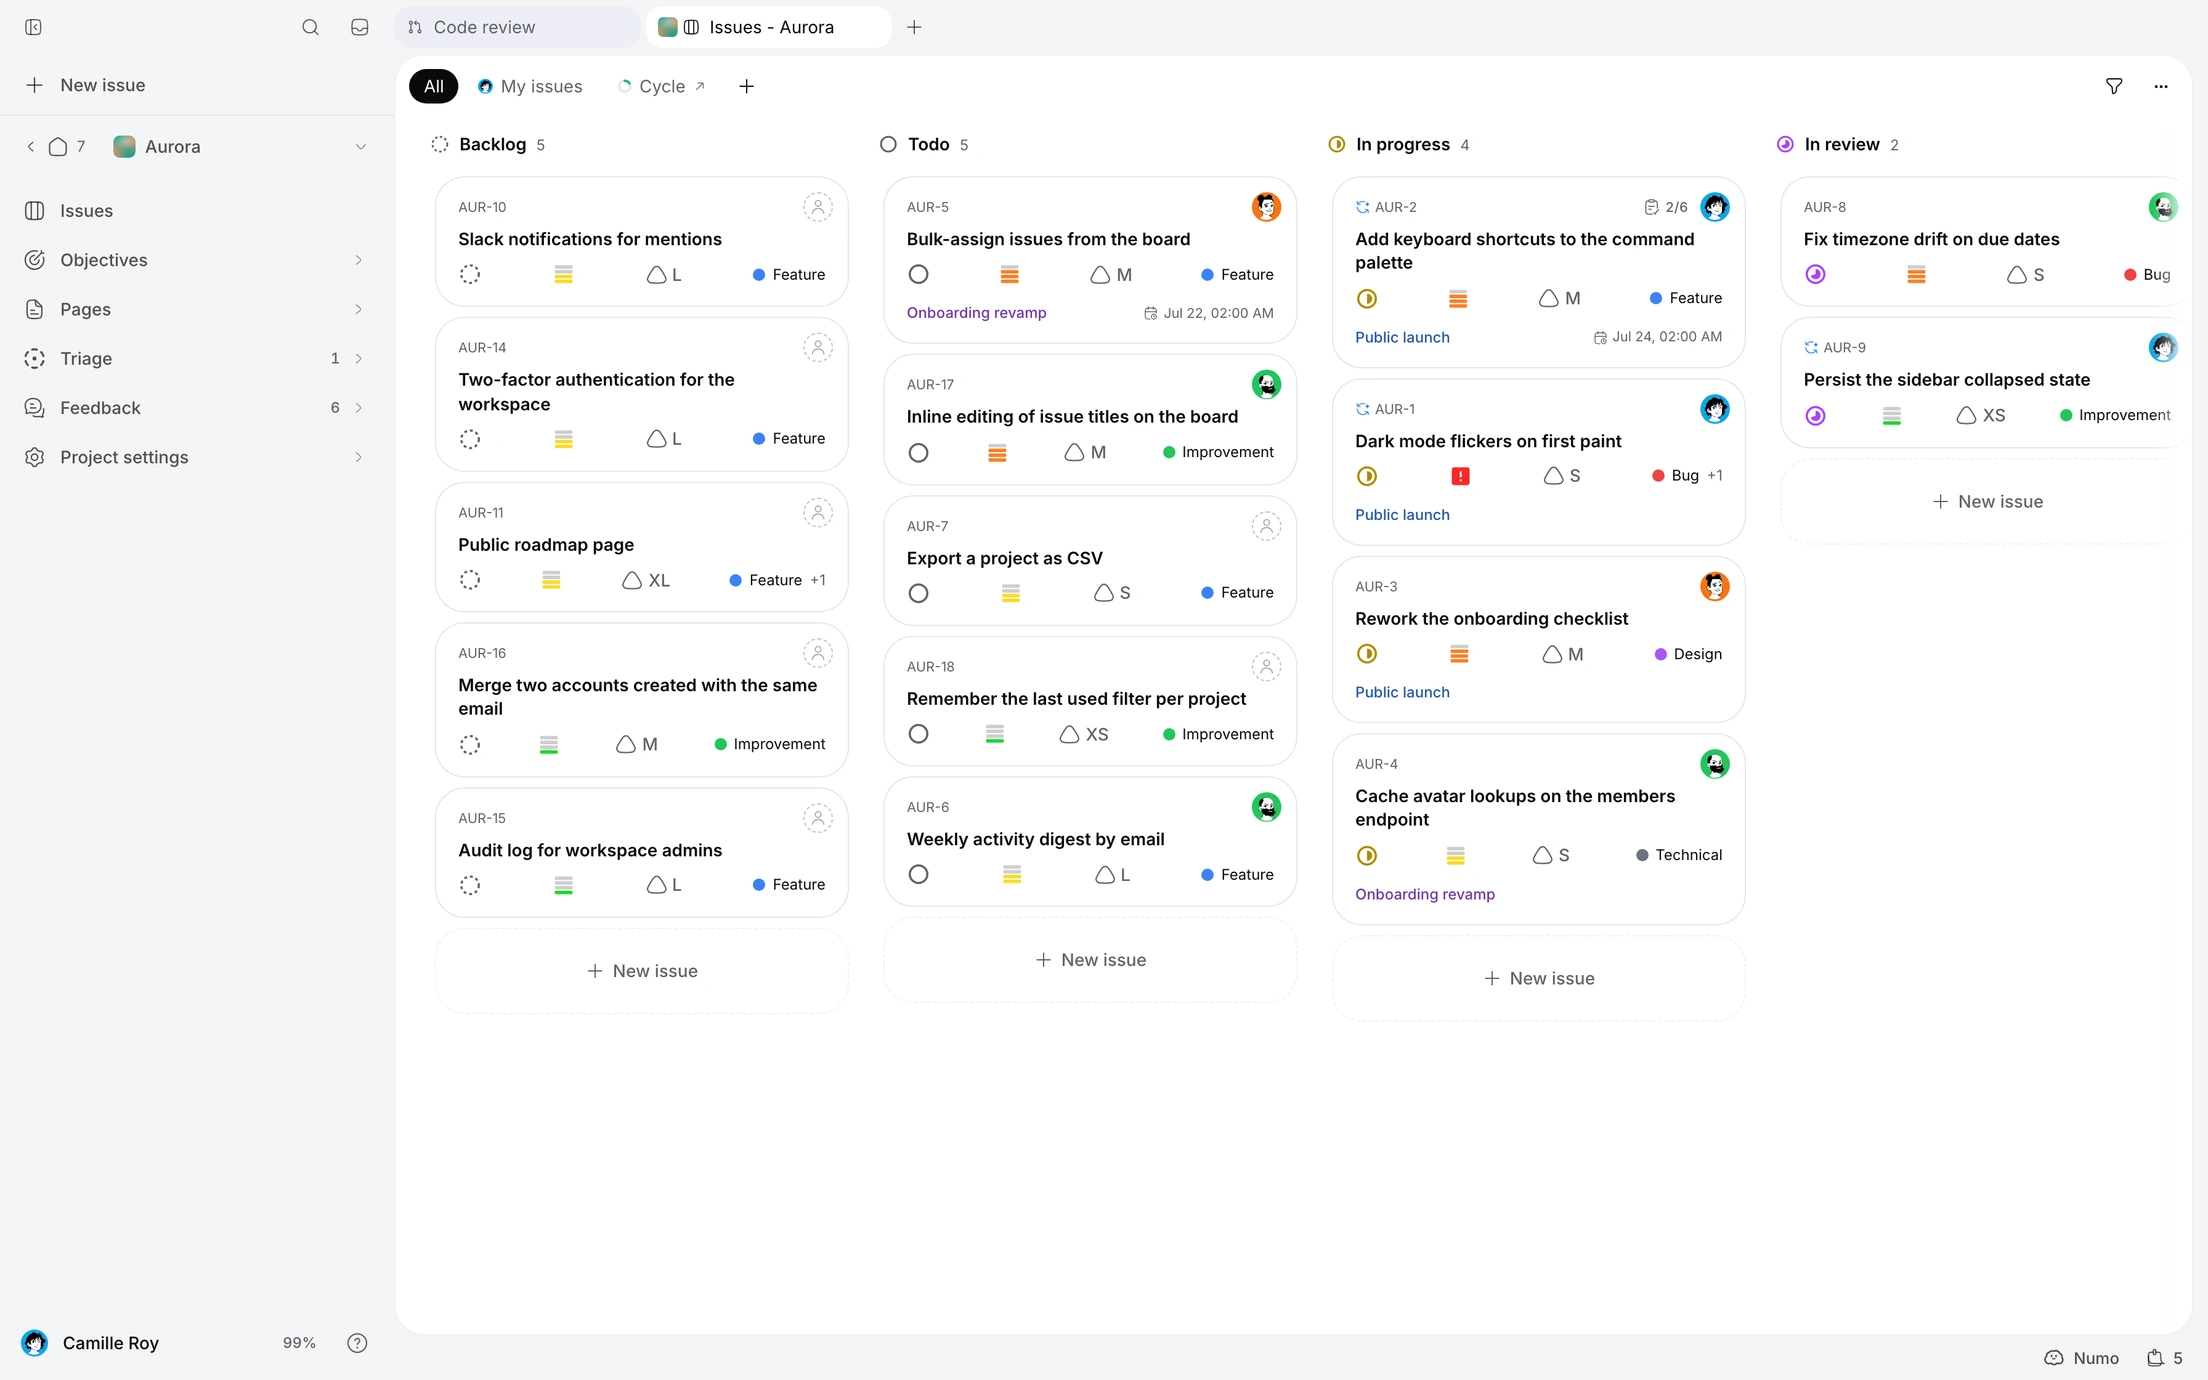 Code review
Issues - Aurora
New issue
7
Aurora
Issues
Objectives
Pages
Triage
1
Feedback
6
Project settings
All
My issues
Cycle
Backlog 5
AUR-10
Slack notifications for mentions
L
Feature
AUR-14
Two-factor authentication for the
workspace
L
Feature
AUR-11
Public roadmap page
XL
Feature +1
AUR-16
Merge two accounts created with the same
email
M
Improvement
AUR-15
Audit log for workspace admins
L
Feature
New issue
Todo 5
AUR-5
Bulk-assign issues from the board
M
Feature
Onboarding revamp
Jul 22, 02:00 AM
AUR-17
Inline editing of issue titles on the board
M
Improvement
AUR-7
Export a project as CSV
S
Feature
AUR-18
Remember the last used filter per project
XS
Improvement
AUR-6
Weekly activity digest by email
L
Feature
New issue
In progress 4
AUR-2
2/6
Add keyboard shortcuts to the command
palette
M
Feature
Public launch
Jul 24, 02:00 AM
AUR-1
Dark mode flickers on first paint
S
Bug +1
Public launch
AUR-3
Rework the onboarding checklist
M
Design
Public launch
AUR-4
Cache avatar lookups on the members
endpoint
S
Technical
Onboarding revamp
New issue
In review 2
AUR-8
Fix timezone drift on due dates
S
Bug
AUR-9
Persist the sidebar collapsed state
XS
Improvement
New issue
Camille Roy
99%
Numo
5